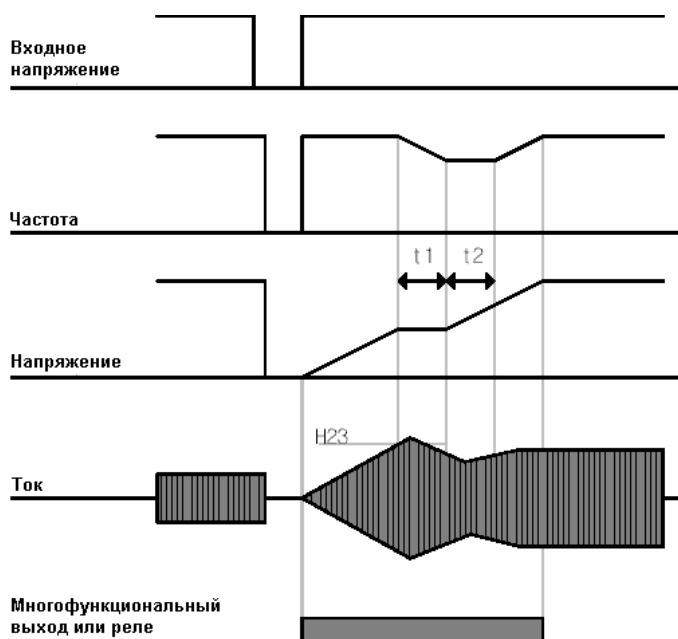 Входное
напряжение
Частота
t1
t2
Напряжение
H23
Ток
Многофункциональный
выход или реле